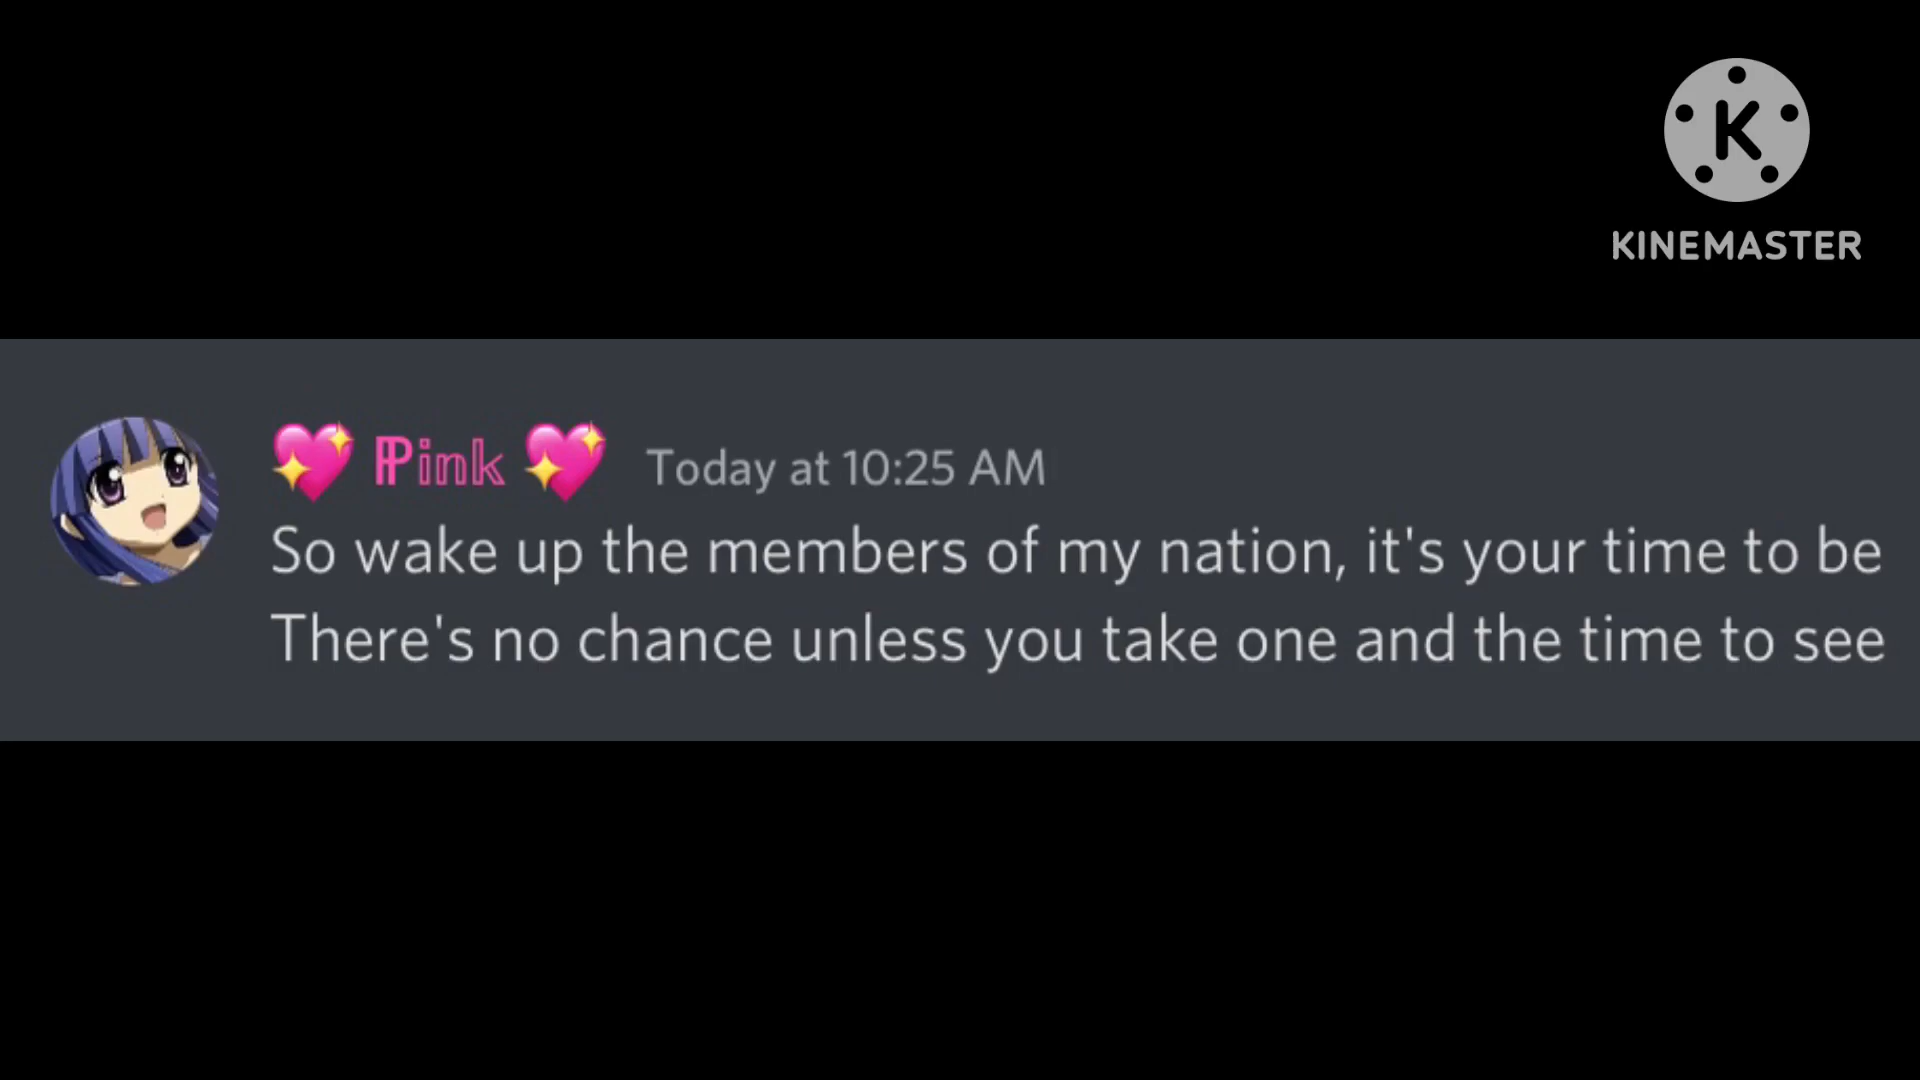 K
KINEMASTER
💖 ℙink 💖 Today at 10:25 AM
So wake up the members of my nation, it's your time to be
There's no chance unless you take one and the time to see